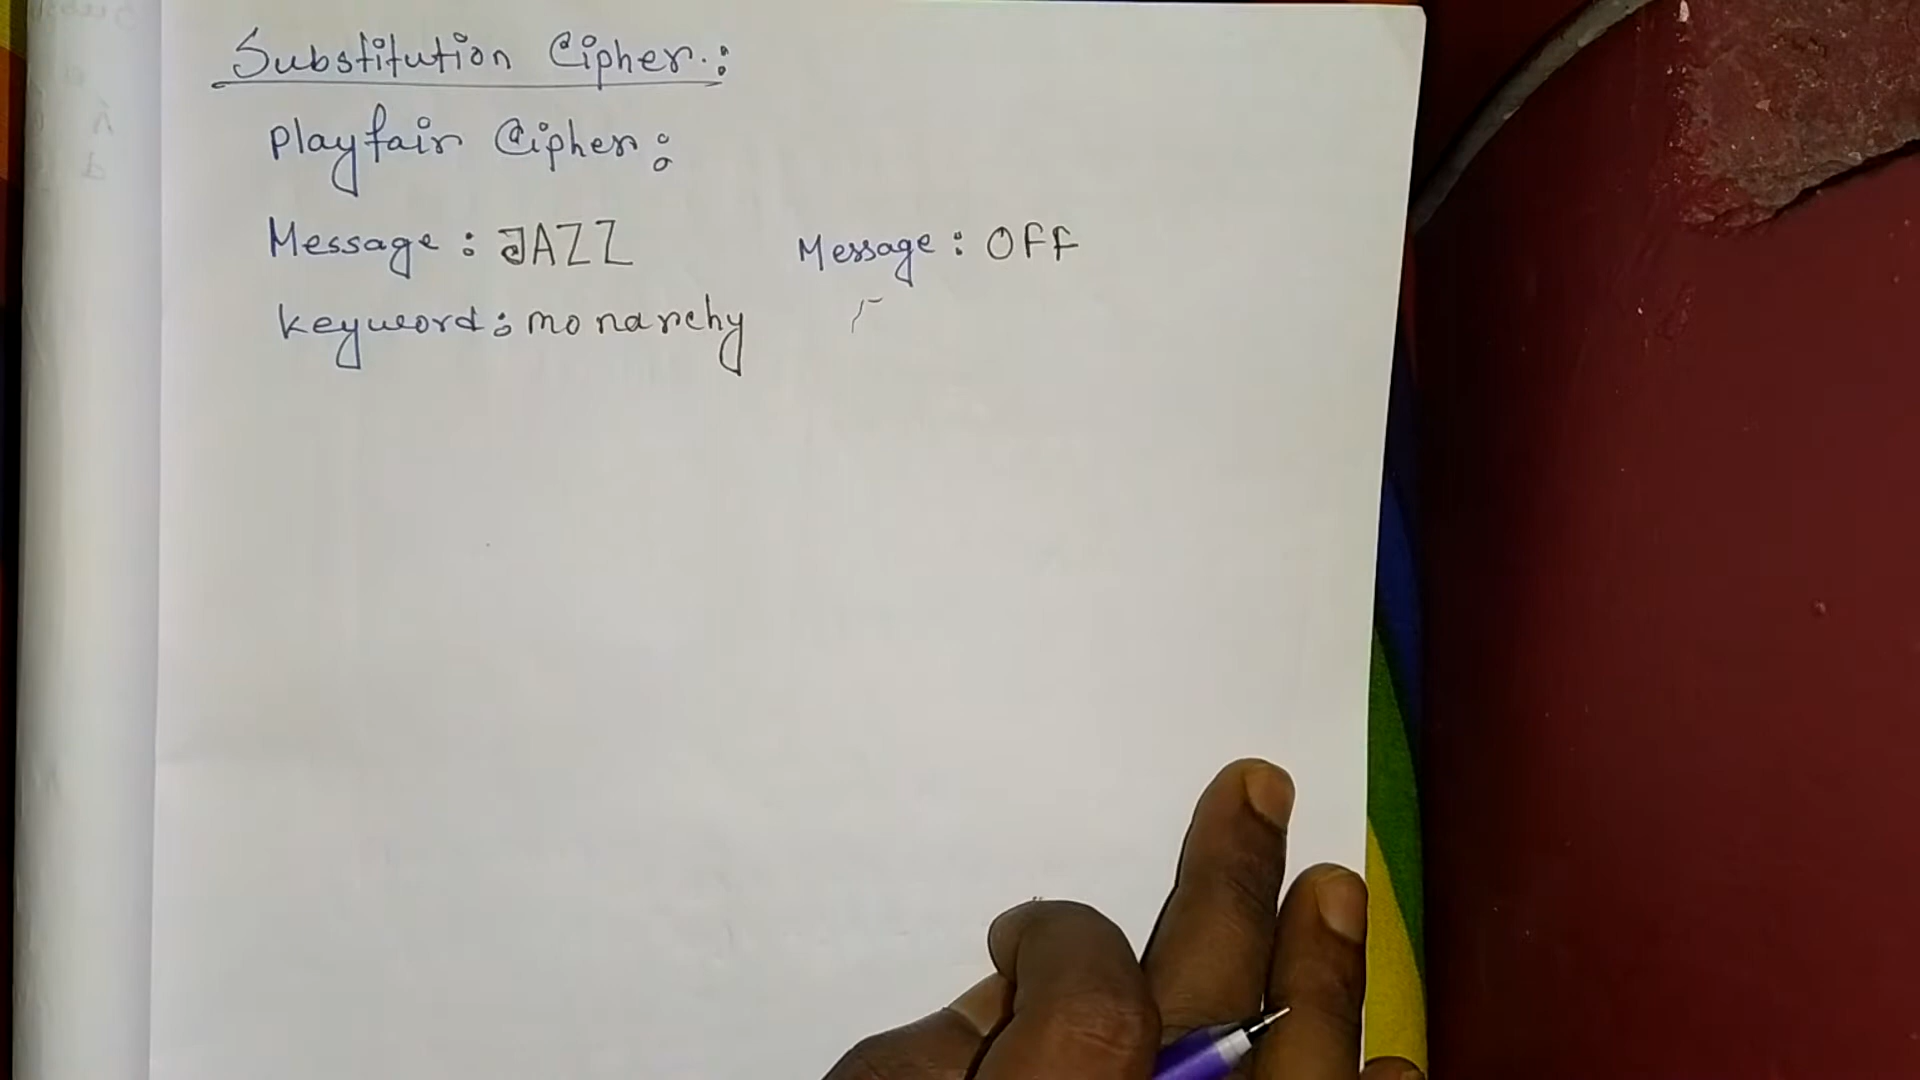 Substitution Cipher:
Playfair Cipher:
Message: JAZZ Message: OFF
Keyword: monarchy